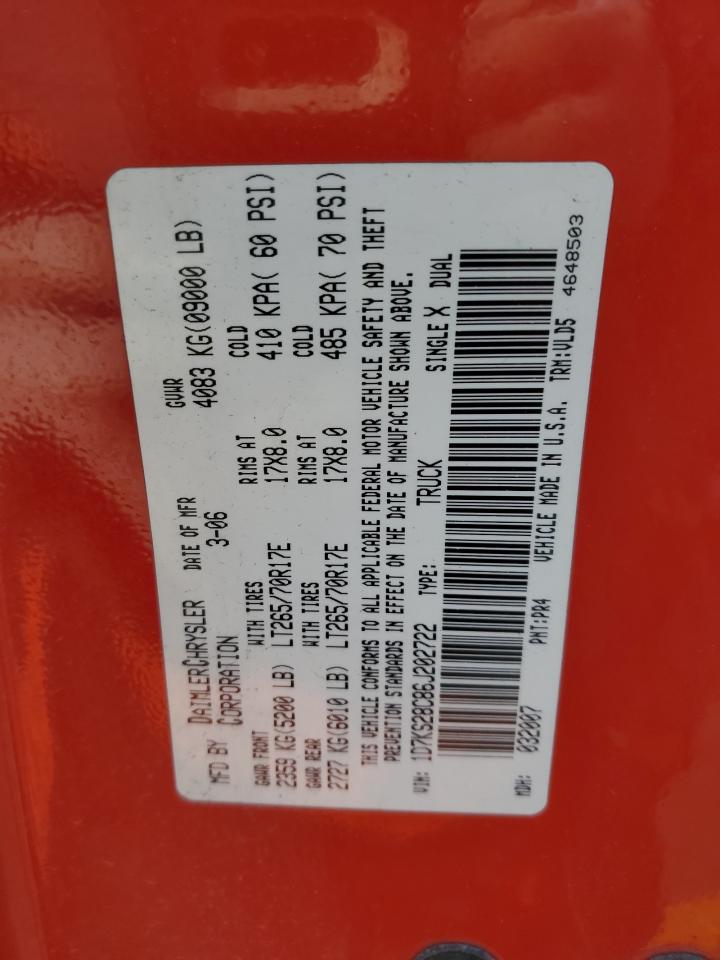 MFD BY DAIMLERCHRYSLER CORPORATION
DATE OF MFR 3-06
GVWR 4083 KG(09000 LB)
GAWR FRONT WITH TIRES RIMS AT COLD
2359 KG(5200 LB) LT265/70R17E 17X8.0 410 KPA( 60 PSI)
GAWR REAR WITH TIRES RIMS AT COLD
2727 KG(6010 LB) LT265/70R17E 17X8.0 485 KPA( 70 PSI)
THIS VEHICLE CONFORMS TO ALL APPLICABLE FEDERAL MOTOR VEHICLE SAFETY AND THEFT
PREVENTION STANDARDS IN EFFECT ON THE DATE OF MANUFACTURE SHOWN ABOVE.
VIN: 1D7KS28C86J202722 TYPE: TRUCK SINGLE X DUAL
MDH: 032007 PNT:PR4 VEHICLE MADE IN U.S.A. TRM:VLD5 4648503